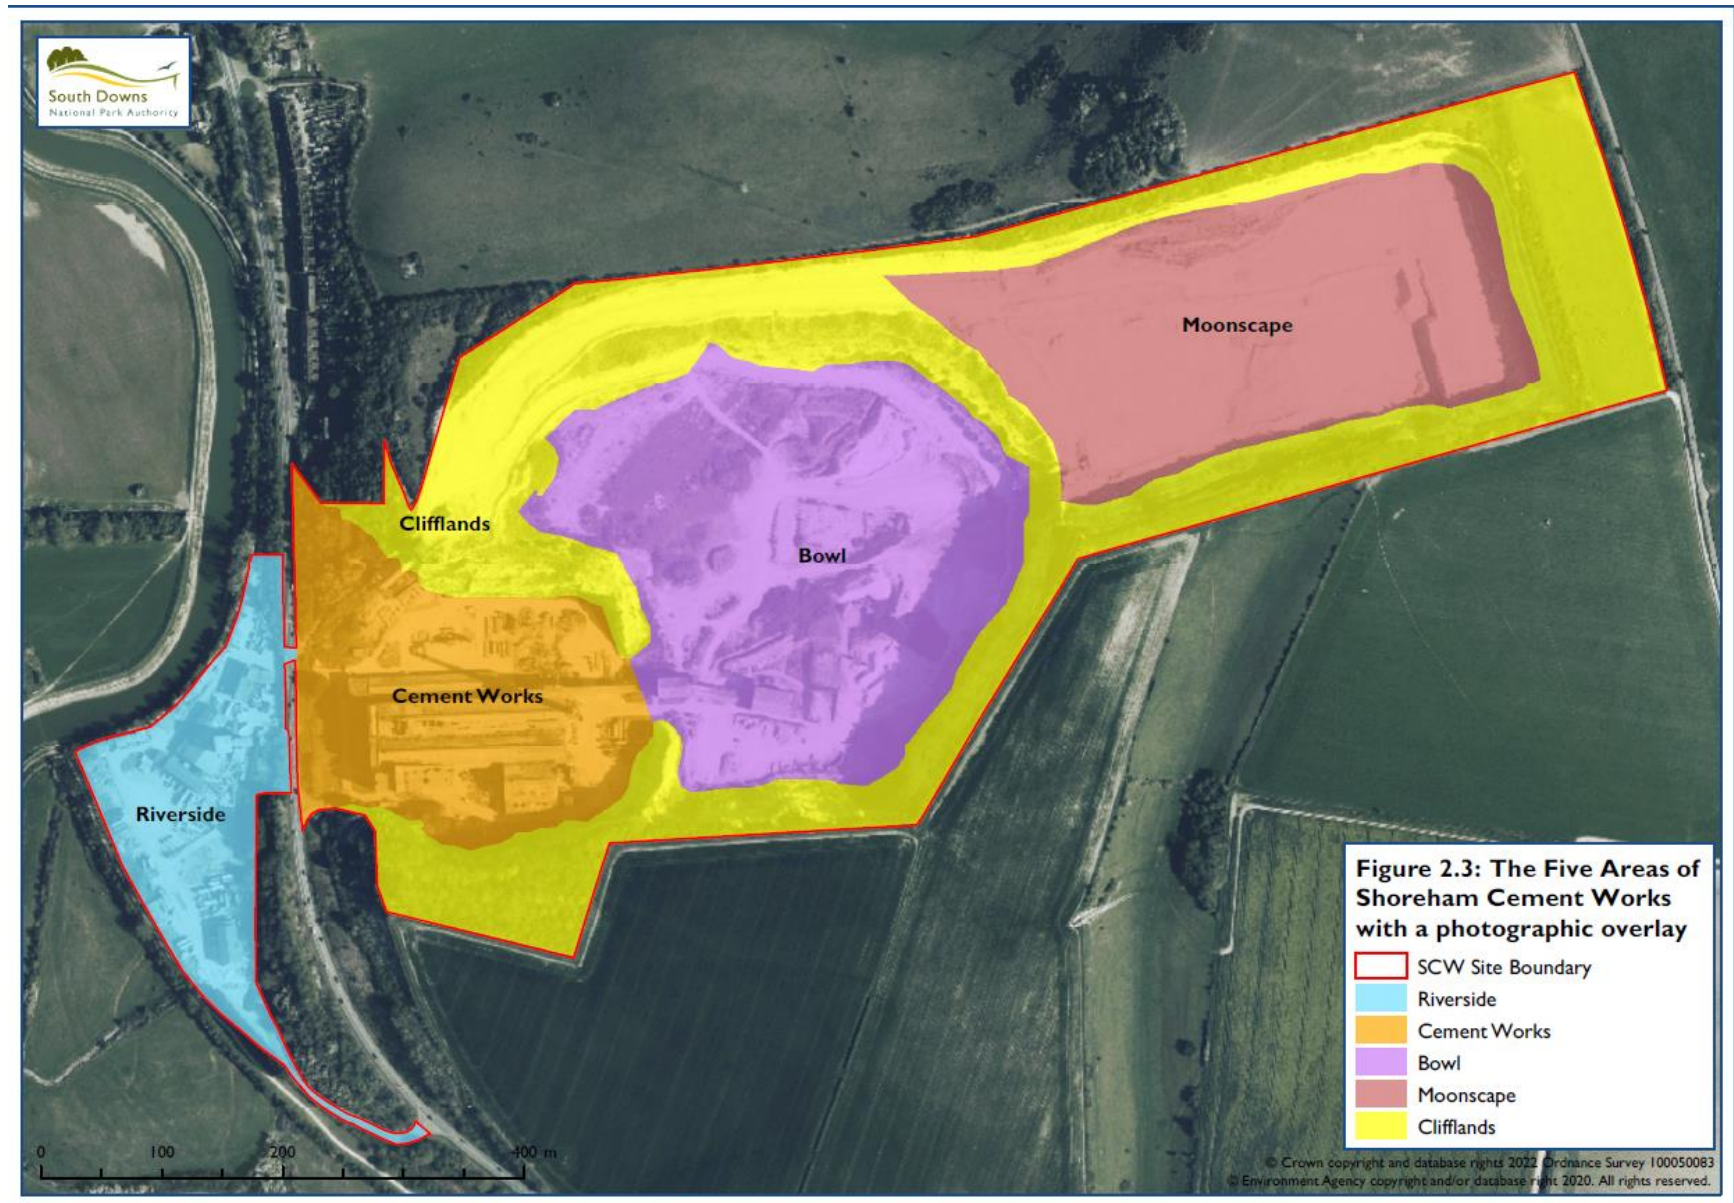 South Downs
National Park Authority
Moonscape
Clifflands
Bowl
Cement Works
Riverside
Figure 2.3: The Five Areas of
Shoreham Cement Works
with a photographic overlay
SCW Site Boundary
Riverside
Cement Works
Bowl
Moonscape
Clifflands
0 100 200 400 m
© Crown copyright and database rights 2022 Ordnance Survey 100050083
© Environment Agency copyright and/or database right 2020. All rights reserved.